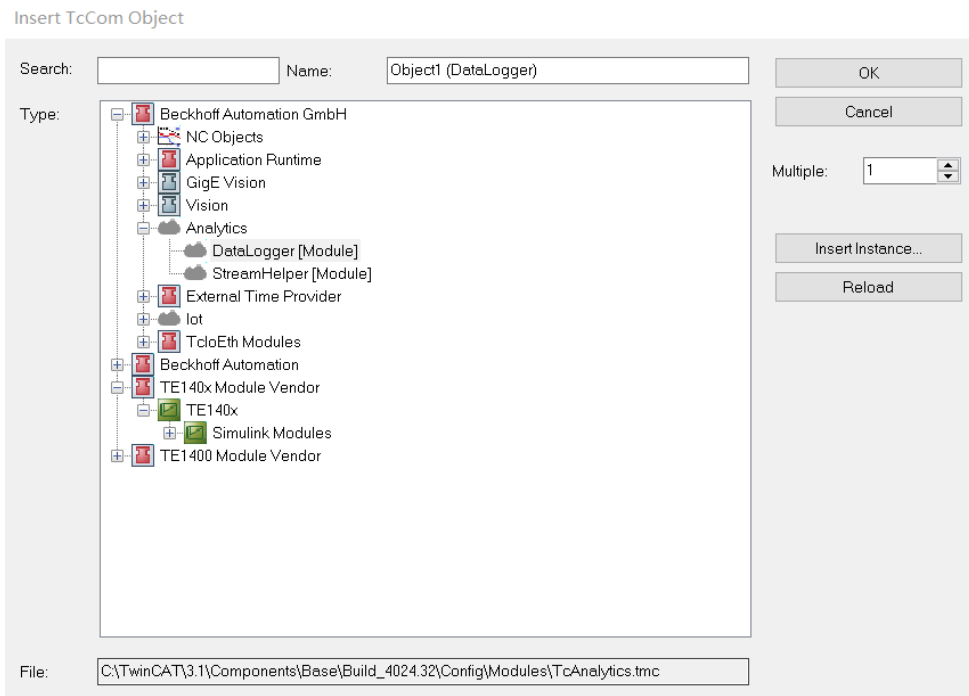 Insert TcCom Object
Search:
Name:
Object1 (DataLogger)
OK
Type:
Beckhoff Automation GmbH
Cancel
NC Objects
Application Runtime
Multiple:
1
GigE Vision
Vision
Analytics
DataLogger [Module]
Insert Instance...
StreamHelper [Module]
Reload
External Time Provider
Iot
TcIoEth Modules
Beckhoff Automation
TE140x Module Vendor
TE140x
Simulink Modules
TE1400 Module Vendor
File:
C:\TwinCAT\3.1\Components\Base\Build_4024.32\Config\Modules\TcAnalytics.tmc